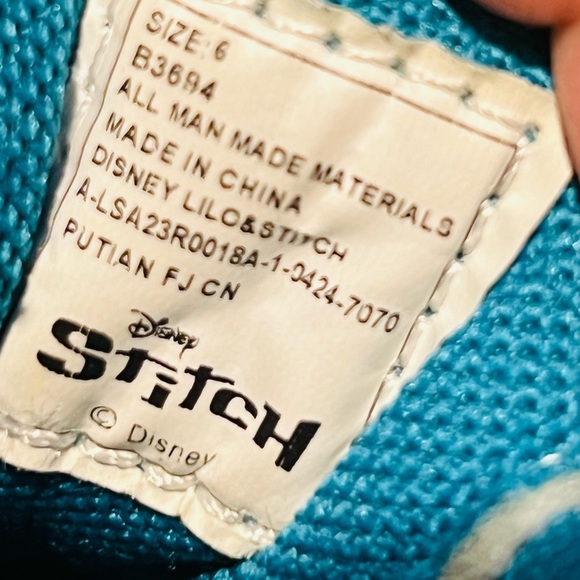 SIZE: 6
B3694
ALL MAN MADE MATERIALS
MADE IN CHINA
DISNEY LILO&STITCH
A-LSA23R0018A-1-0424-7070
PUTIAN FJ CN
Disney
Stitch
© Disney